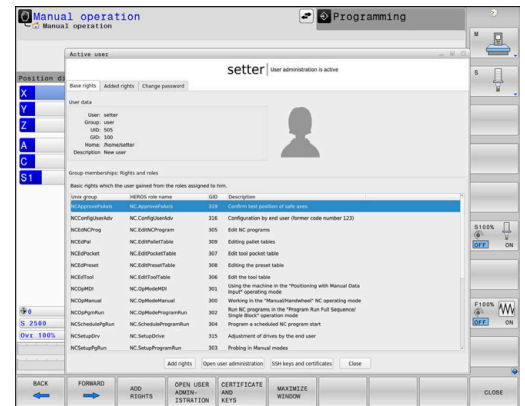 Manual operation
Manual operation
Programming
Active user
Position di
X
Y
Z
A
C
S1
0
S 2500
Ovr 100%
setter
User administration is active
Base rights
Added rights
Change password
User data
User: setter
Group: user
UID: 505
GID: 100
Home: /home/setter
Description New user
Group memberships: Rights and roles
Basic rights which the user gained from the roles assigned to him.
Unix group HEROS role name GID Description
NCApproveFsAxis NC.ApproveFsAxis 319 Confirm test position of safe axes
NCConfigUserAdv NC.ConfigUserAdv 316 Configuration by end user (former code number 123)
NCEdNCProg NC.EditNCProgram 305 Edit NC programs
NCEdPal NC.EditPalletTable 309 Editing pallet tables
NCEdPocket NC.EditPocketTable 307 Edit tool pocket table
NCEdPreset NC.EditPresetTable 308 Editing the preset table
NCEdTool NC.EditToolTable 306 Edit the tool table
NCOpMDI NC.OpModeMDI 301 Using the machine in the "Positioning with Manual Data
Input" operating mode
NCOpManual NC.OpModeManual 300 Working in the "Manual/Handwheel" NC operating mode
NCOpPgmRun NC.OpModeProgramRun 302 Run NC programs in the "Program Run Full Sequence/
Single Block" operation mode
NCSchedulePgRun NC.ScheduleProgramRun 304 Program a scheduled NC program start
NCSetupDrv NC.SetupDrive 315 Adjustment of drives by the end user
NCSetupPgRun NC.SetupProgramRun 303 Probing in Manual modes
Add rights
Open user administration
SSH keys and certificates
Close
M
S
S100%
OFF ON
F100%
OFF ON
BACK
FORWARD
ADD
RIGHTS
OPEN USER
ADMIN-
ISTRATION
CERTIFICATE
AND
KEYS
MAXIMIZE
WINDOW
CLOSE